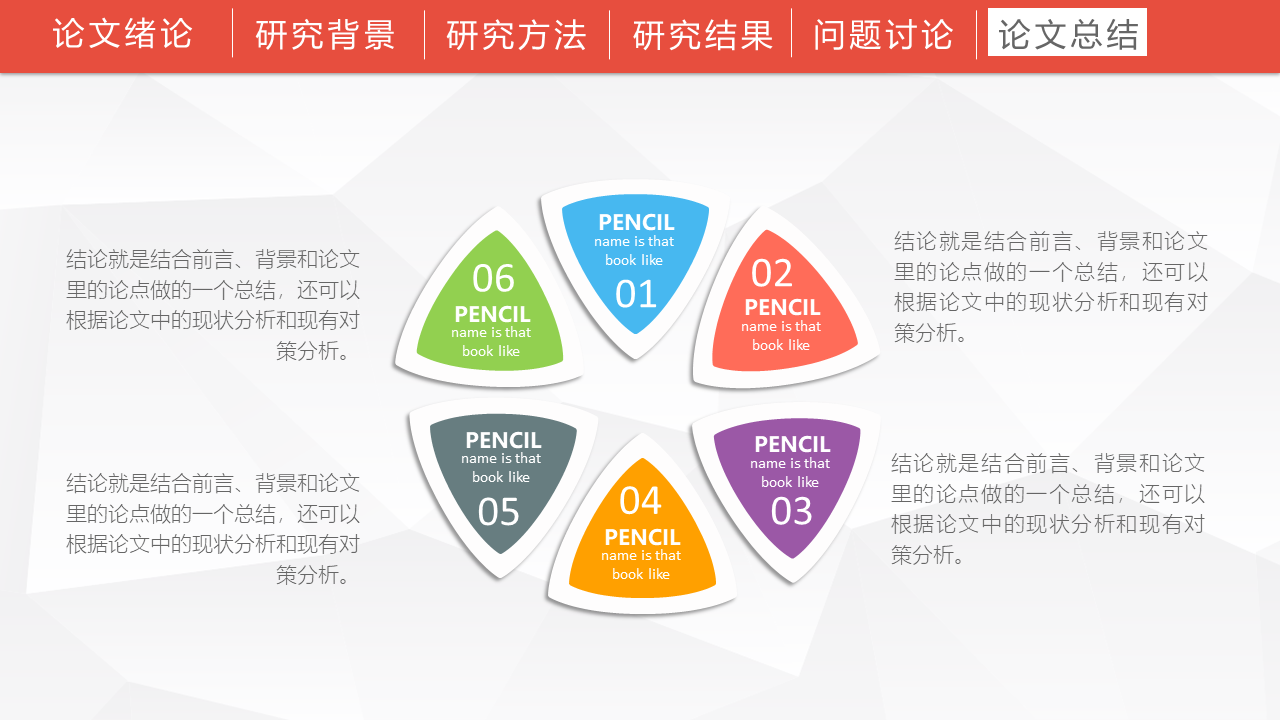 论文绪论
研究背景
研究方法
研究结果
问题讨论
论文总结
结论就是结合前言、背景和论文
里的论点做的一个总结，还可以
根据论文中的现状分析和现有对
策分析。
结论就是结合前言、背景和论文
里的论点做的一个总结，还可以
根据论文中的现状分析和现有对
策分析。
PENCIL
name is that
book like
01
02
PENCIL
name is that
book like
PENCIL
name is that
book like
03
04
PENCIL
name is that
book like
PENCIL
name is that
book like
05
06
PENCIL
name is that
book like
结论就是结合前言、背景和论文
里的论点做的一个总结，还可以
根据论文中的现状分析和现有对
策分析。
结论就是结合前言、背景和论文
里的论点做的一个总结，还可以
根据论文中的现状分析和现有对
策分析。